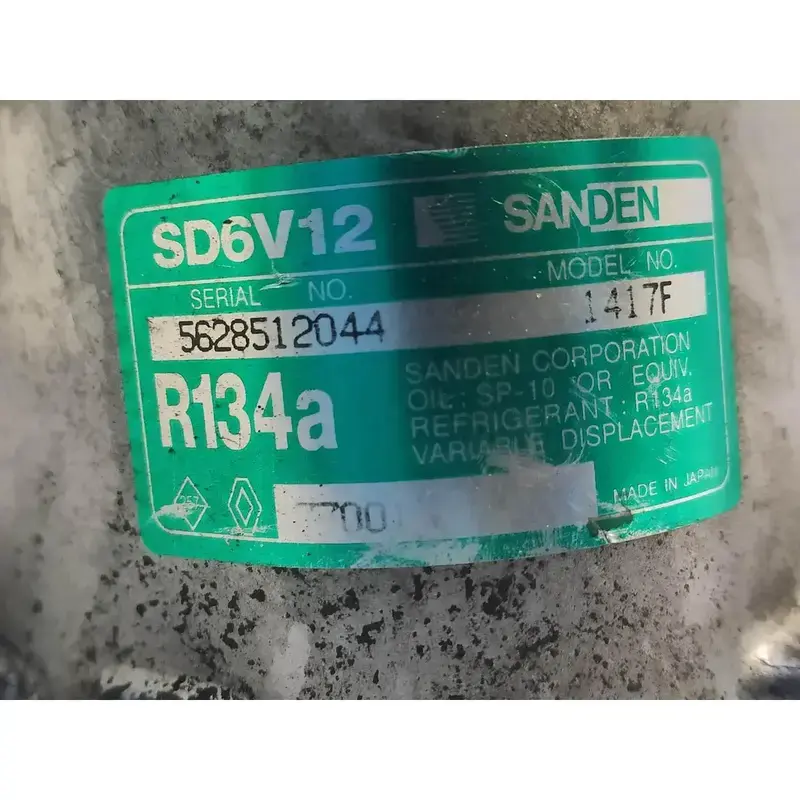 SD6V12 SANDEN
SERIAL NO. MODEL NO.
5628512044 1417F
R134a
SANDEN CORPORATION
OIL : SP-10 OR EQUIV.
REFRIGERANT : R134a
VARIABLE DISPLACEMENT
257
MADE IN JAPAN